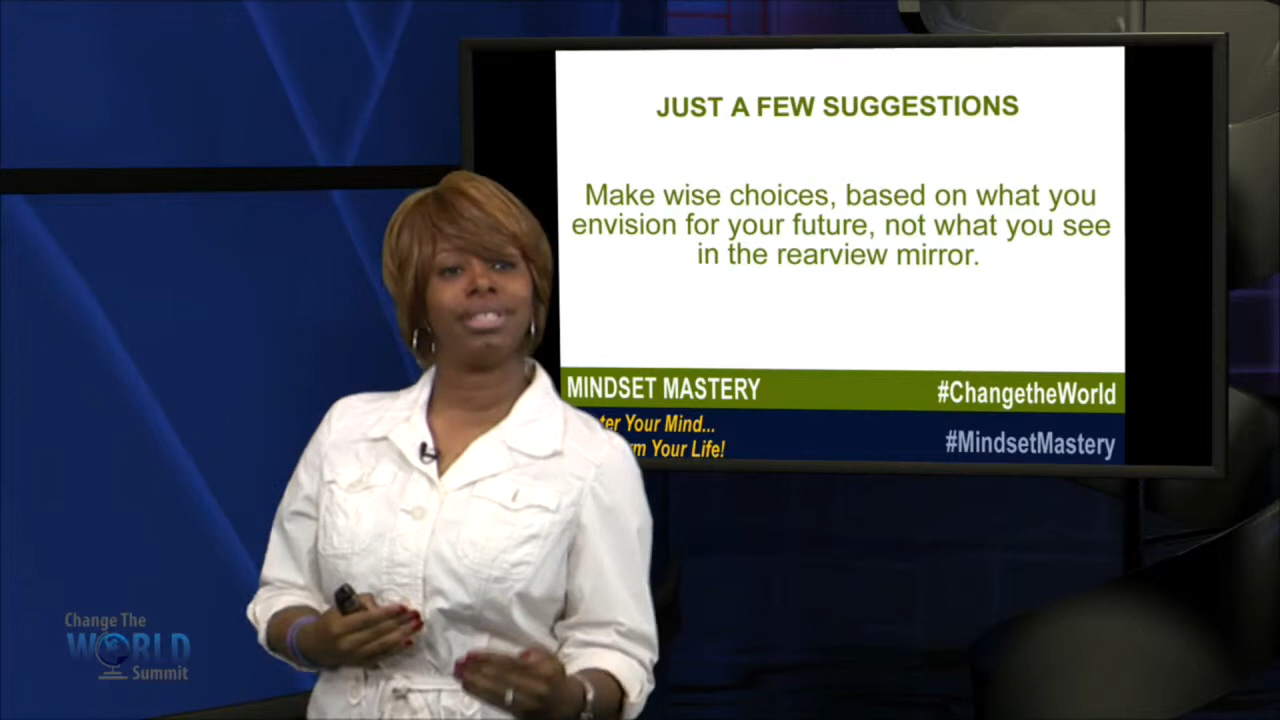 JUST A FEW SUGGESTIONS
Make wise choices, based on what you
envision for your future, not what you see
in the rearview mirror.
MINDSET MASTERY
#ChangetheWorld
ter Your Mind...
#MindsetMastery
m Your Life!
Change The
WORLD
Summit